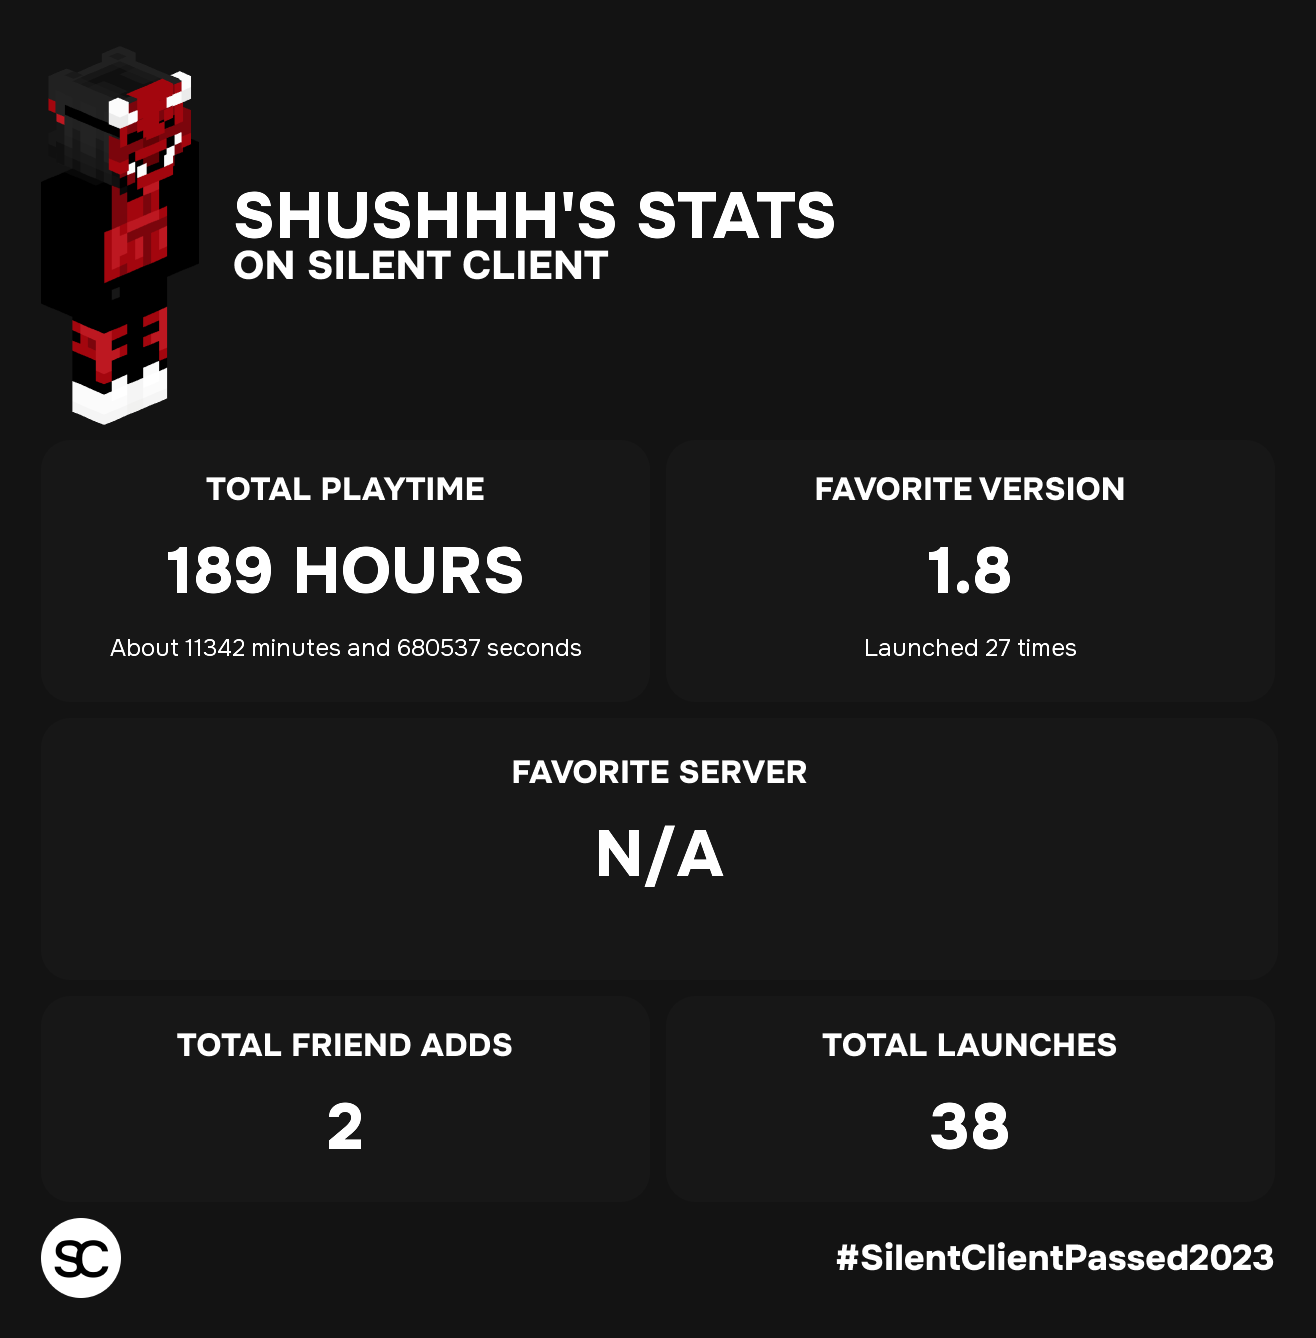 SHUSHHH'S STATS
ON SILENT CLIENT
TOTAL PLAYTIME
189 HOURS
About 11342 minutes and 680537 seconds
FAVORITE VERSION
1.8
Launched 27 times
FAVORITE SERVER
N/A
TOTAL FRIEND ADDS
2
TOTAL LAUNCHES
38
SC
#SilentClientPassed2023